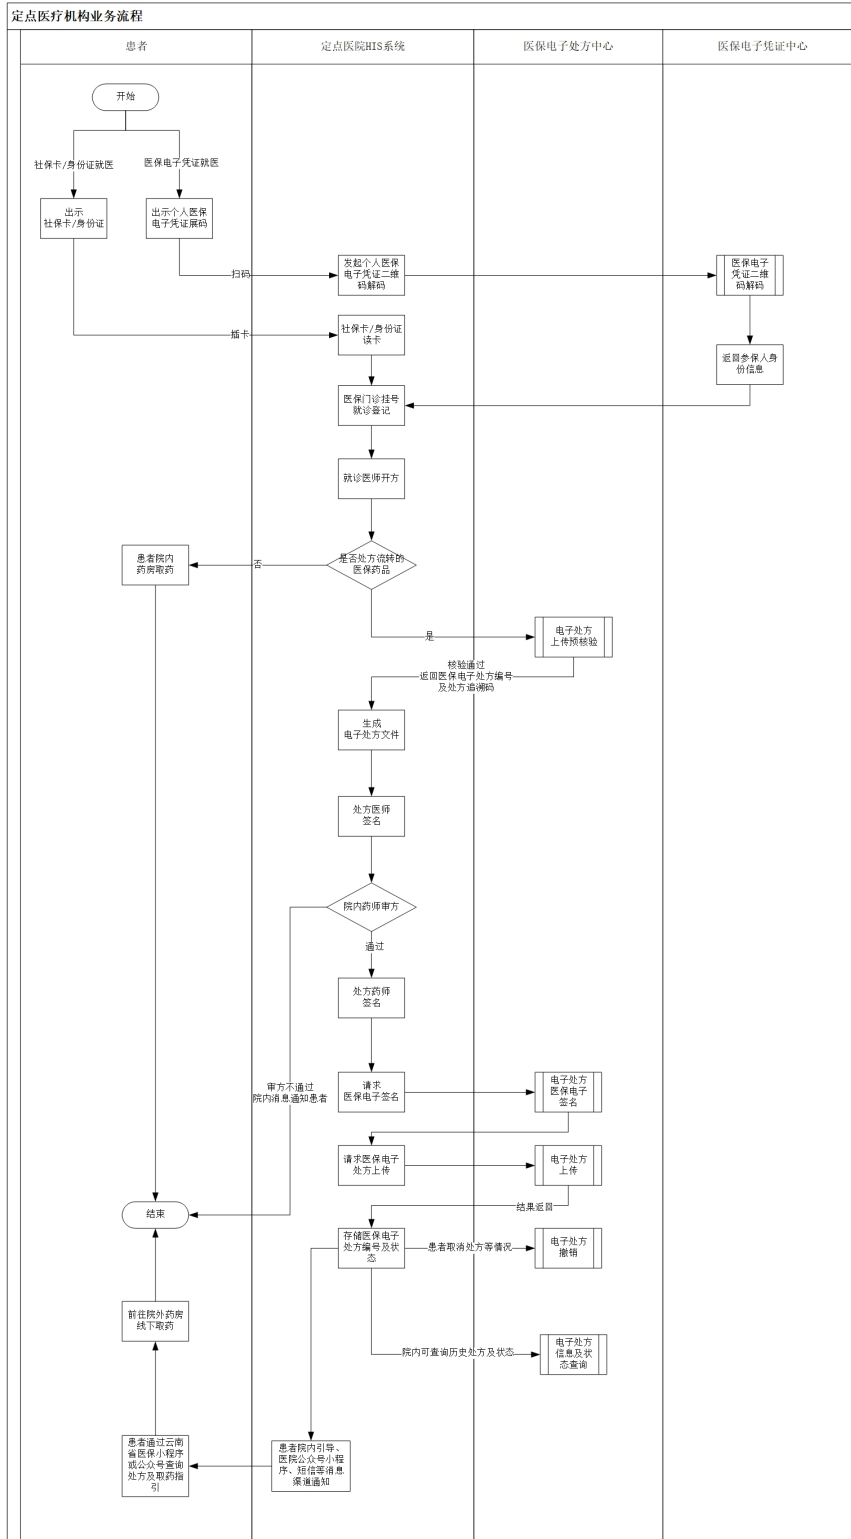 定点医疗机构业务流程
患者
定点医院HIS系统
医保电子处方中心
医保电子凭证中心
开始
社保卡/身份证就医
医保电子凭证就医
出示
社保卡/身份证
出示个人医保
电子凭证展码
扫码
发起个人医保
电子凭证二维
码解码
医保电子
凭证二维
码解码
插卡
社保卡/身份证
读卡
返回参保人身
份信息
医保门诊挂号
就诊登记
就诊医师开方
是否处方流转的
医保药品
否
患者院内
药房取药
是
电子处方
上传预核验
核验通过
返回医保电子处方编号
及处方追溯码
生成
电子处方文件
处方医师
签名
院内药师审方
通过
处方药师
签名
审方不通过
院内消息通知患者
请求
医保电子签名
电子处方
医保电子
签名
请求医保电子
处方上传
电子处方
上传
结果返回
结束
存储医保电子
处方编号及状
态
患者取消处方等情况
电子处方
撤销
前往院外药房
线下取药
院内可查询历史处方及状态
电子处方
信息及状
态查询
患者通过云南
省医保小程序
或公众号查询
处方及取药指
引
患者院内引导、
医院公众号小程
序、短信等消息
渠道通知